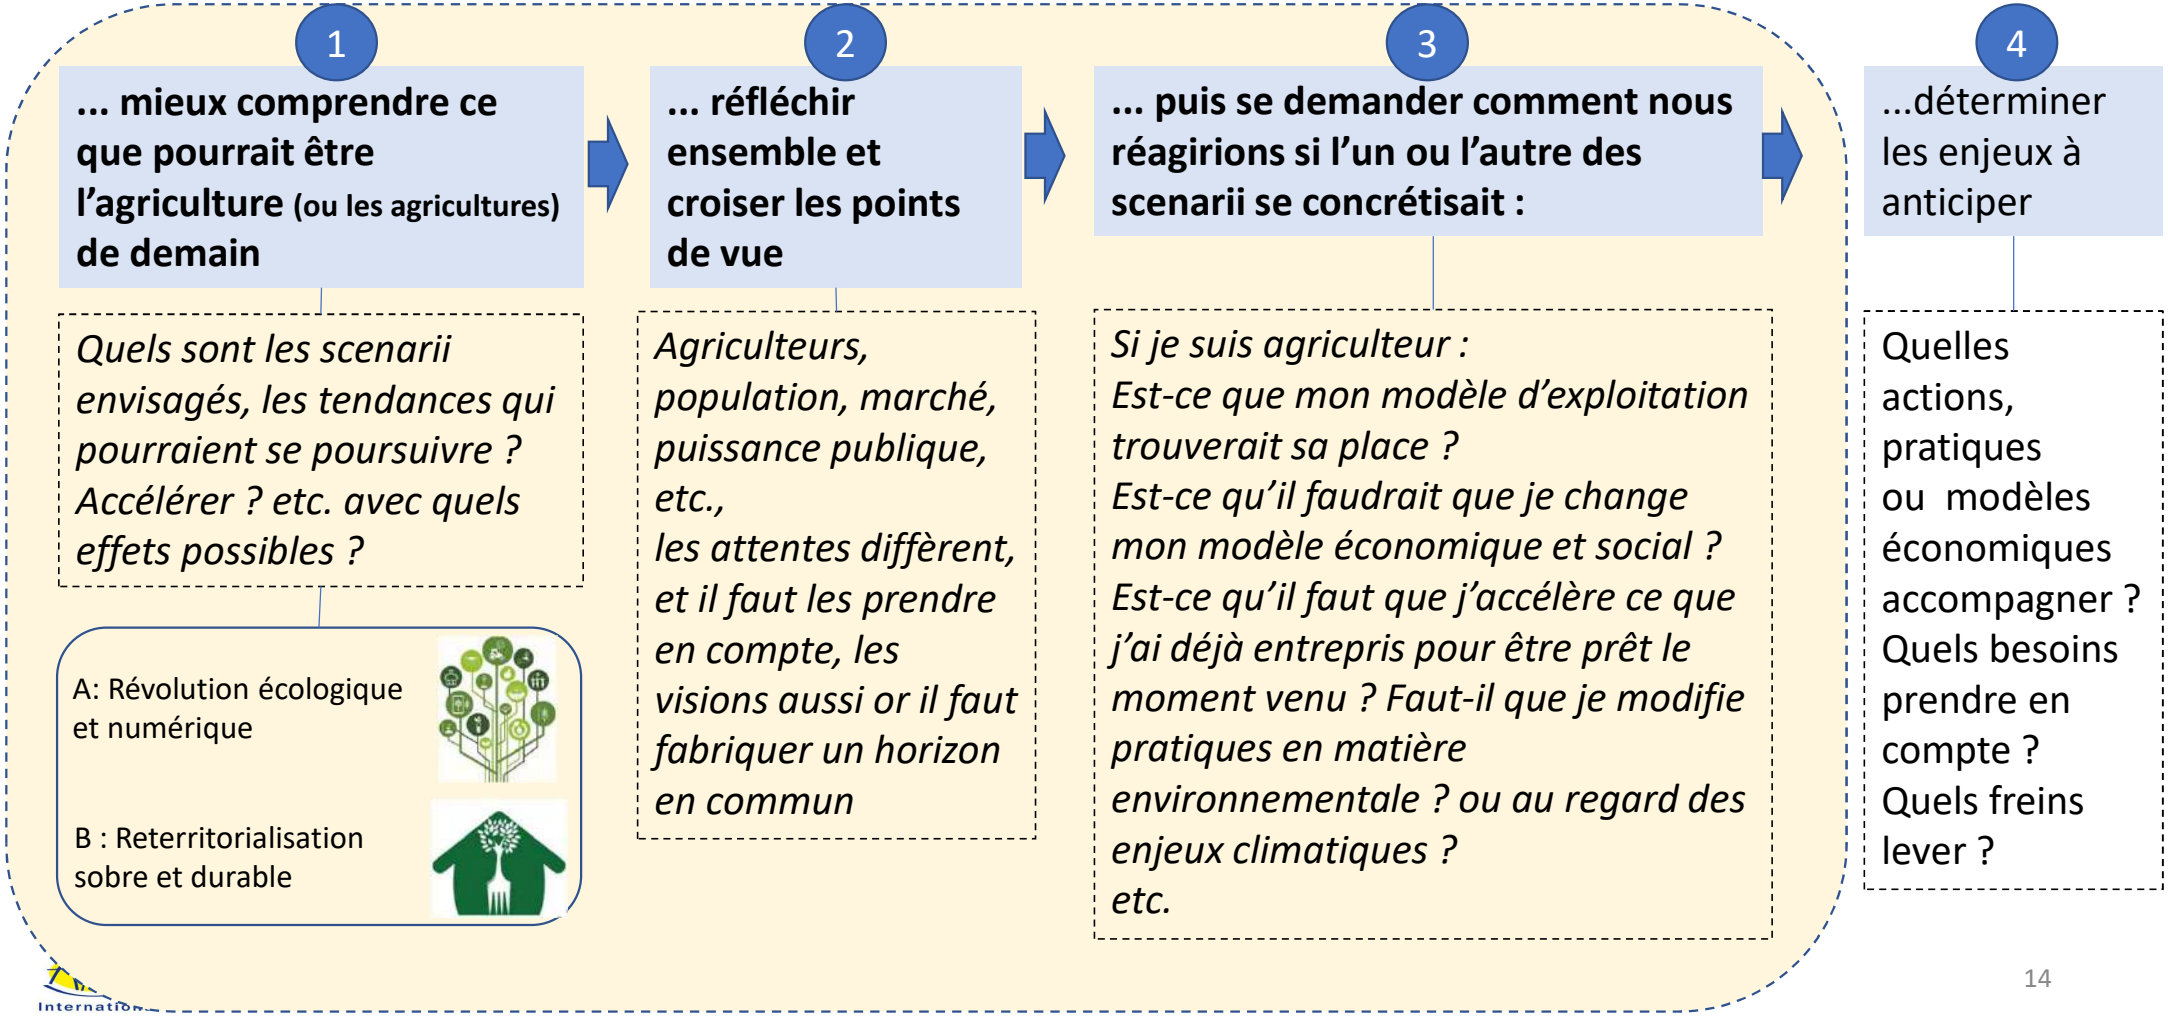 1
... mieux comprendre ce
que pourrait être
l’agriculture (ou les agricultures)
de demain
Quels sont les scenarii
envisagés, les tendances qui
pourraient se poursuivre ?
Accélérer ? etc. avec quels
effets possibles ?
A: Révolution écologique
et numérique
B : Reterritorialisation
sobre et durable
2
... réfléchir
ensemble et
croiser les points
de vue
Agriculteurs,
population, marché,
puissance publique,
etc.,
les attentes diffèrent,
et il faut les prendre
en compte, les
visions aussi or il faut
fabriquer un horizon
en commun
3
... puis se demander comment nous
réagirions si l’un ou l’autre des
scenarii se concrétisait :
Si je suis agriculteur :
Est-ce que mon modèle d’exploitation
trouverait sa place ?
Est-ce qu’il faudrait que je change
mon modèle économique et social ?
Est-ce qu’il faut que j’accélère ce que
j’ai déjà entrepris pour être prêt le
moment venu ? Faut-il que je modifie
pratiques en matière
environnementale ? ou au regard des
enjeux climatiques ?
etc.
4
...déterminer
les enjeux à
anticiper
Quelles
actions,
pratiques
ou modèles
économiques
accompagner ?
Quels besoins
prendre en
compte ?
Quels freins
lever ?
14